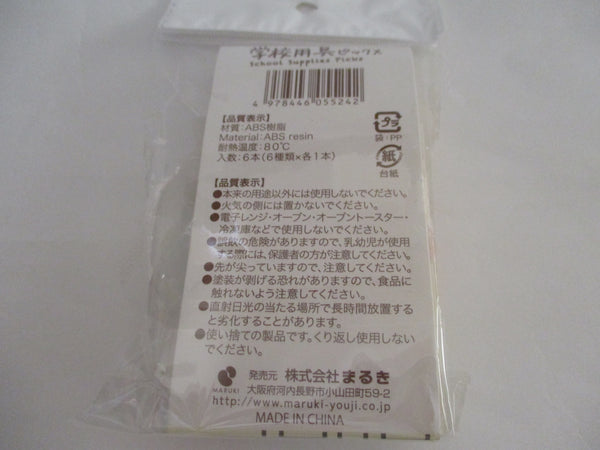 学校用具ピックス
School Supplies Picks
4 978446 055242
【品質表示】
材質:ABS樹脂
Material:ABS resin
耐熱温度:80℃
入数:6本(6種類×各1本)
プラ
袋:PP
紙
台紙
【品質表示】
●本来の用途以外には使用しないでください。
●火気の側には置かないでください。
●電子レンジ・オーブン・オーブントースター・
冷凍庫などで使用しないでください。
●誤飲の危険がありますので、乳幼児が使用
する際には、保護者の方が注意してください。
●先が尖っていますので、注意してください。
●塗装が剥げる恐れがありますので、食品に
触れないよう注意してください。
●直射日光の当たる場所で長時間放置する
と劣化することがあります。
●使い捨ての製品です。くり返し使用しない
でください。
MARUKI
発売元 株式会社 まるき
大阪府河内長野市小山田町59-2
http://www.maruki-youji.co.jp
MADE IN CHINA